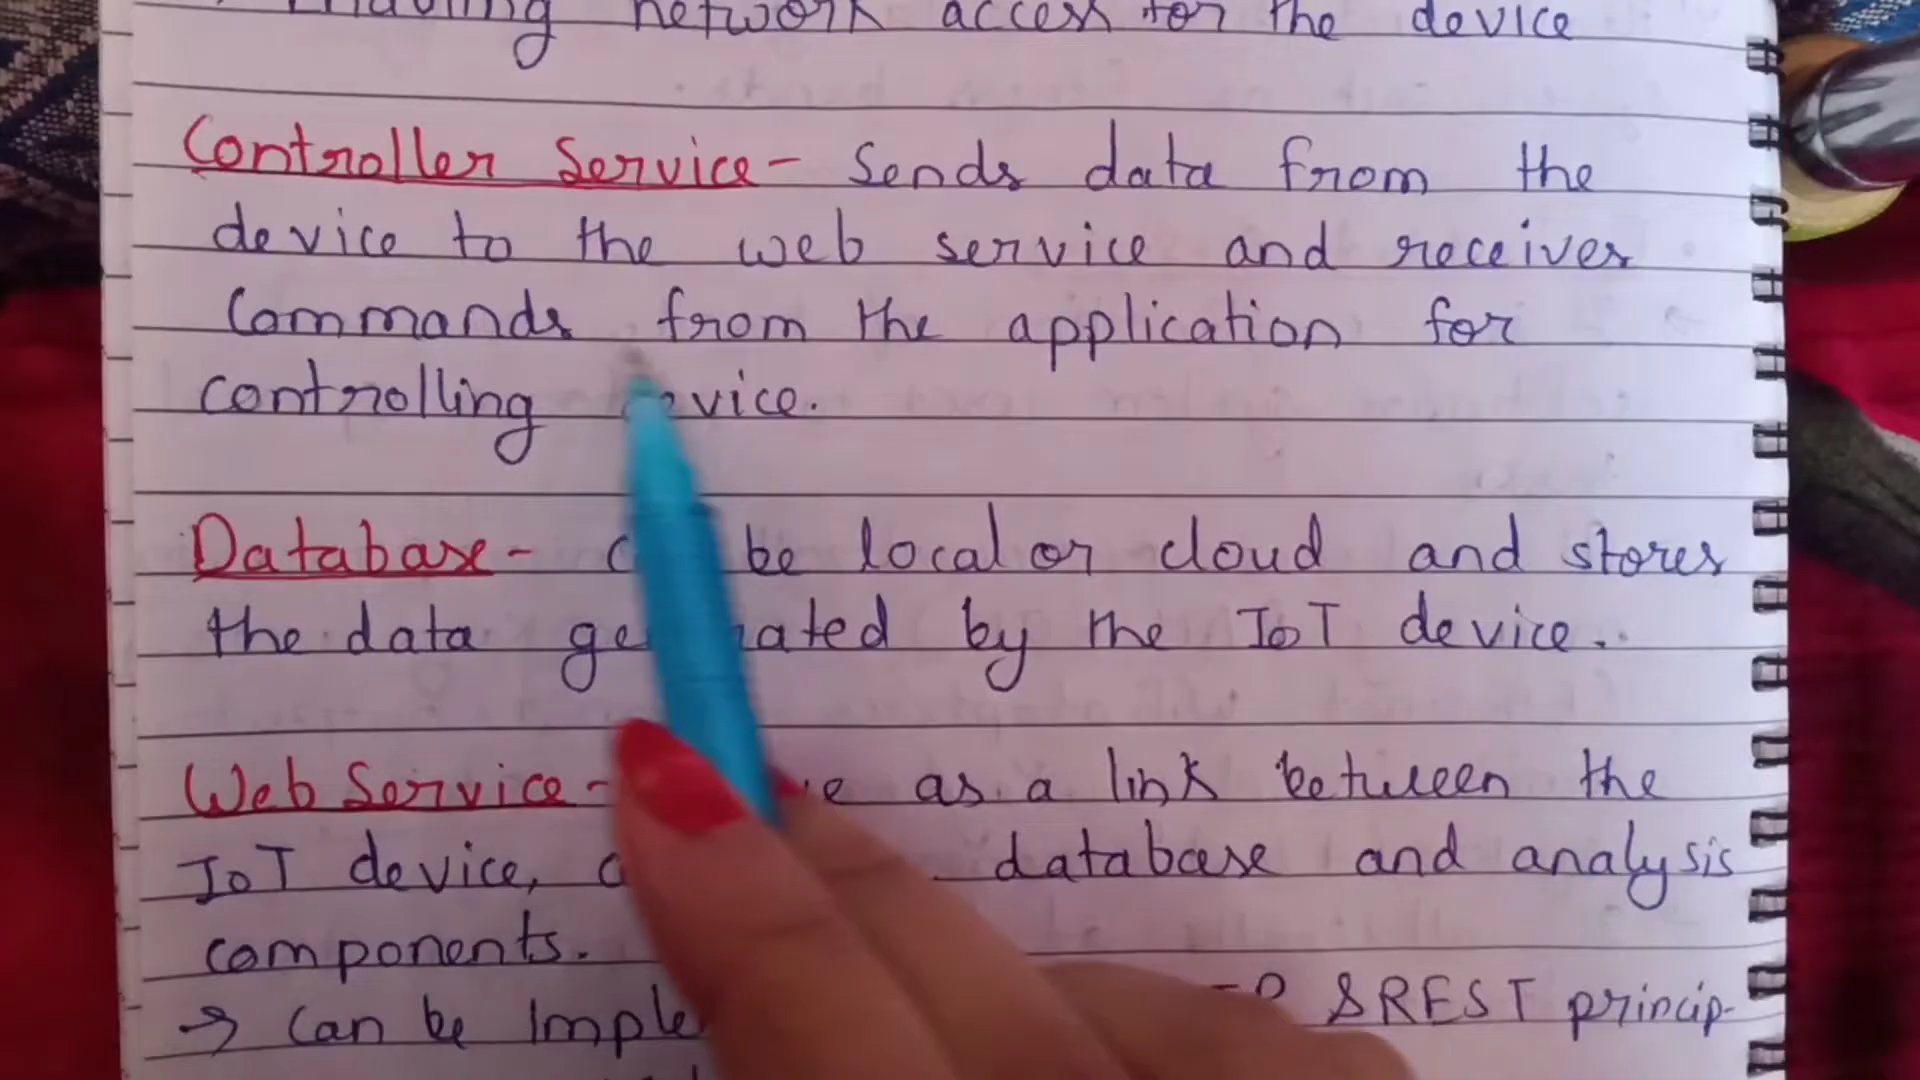 network access for the device
Controller Service - Sends data from the
device to the web service and receives
Commands from the application for
controlling
Database - be local or cloud and stores
the data by the IoT device.
Web Service - as a link between the
IoT device, database and analysis
components.
→ Can be &REST princip-